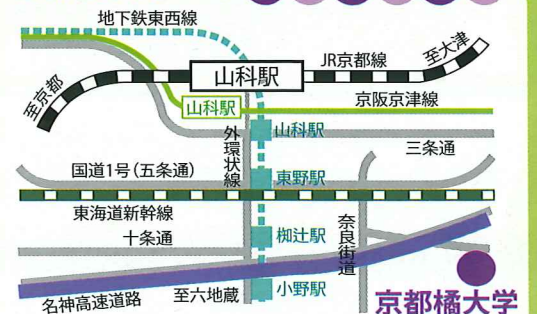 地下鉄東西線
至大津
JR京都線
山科駅
至京都
京阪京津線
山科駅
外環状線
山科駅
三条通
国道1号(五条通)
東野駅
東海道新幹線
十条通
椥辻駅
奈良街道
名神高速道路
至六地蔵
小野駅
京都橘大学